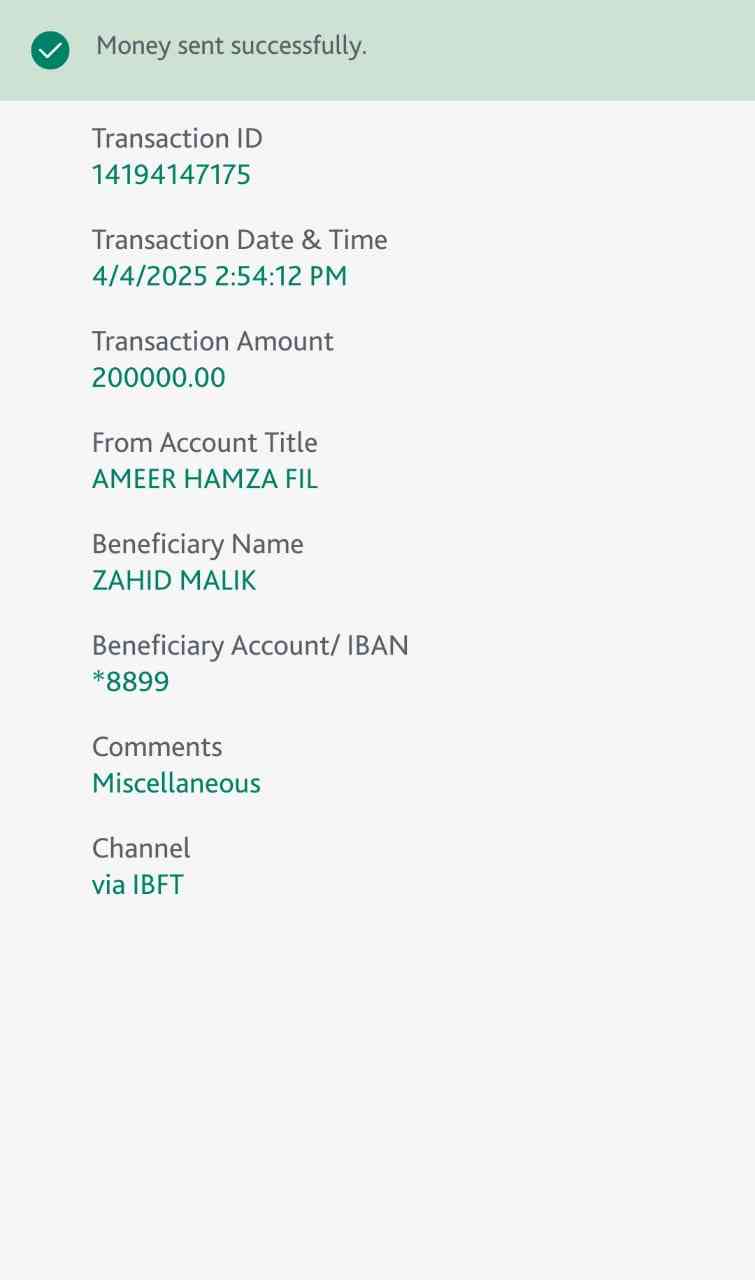 Money sent successfully.
Transaction ID
14194147175
Transaction Date & Time
4/4/2025 2:54:12 PM
Transaction Amount
200000.00
From Account Title
AMEER HAMZA FIL
Beneficiary Name
ZAHID MALIK
Beneficiary Account/ IBAN
*8899
Comments
Miscellaneous
Channel
via IBFT